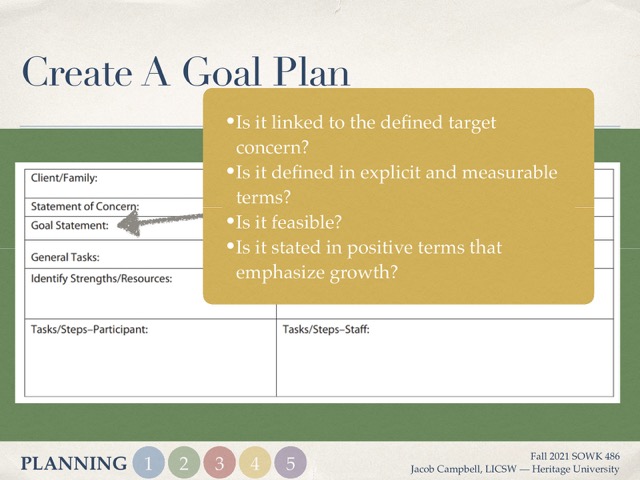 Create A Goal Plan
•Is it linked to the defined target
concern?
•Is it defined in explicit and measurable
terms?
•Is it feasible?
•Is it stated in positive terms that
emphasize growth?
Client/Family:
Statement of Concern:
Goal Statement:
General Tasks:
Identify Strengths/Resources:
Tasks/Steps–Participant:
Tasks/Steps–Staff:
PLANNING 1 2 3 4 5
Fall 2021 SOWK 486
Jacob Campbell, LICSW — Heritage University